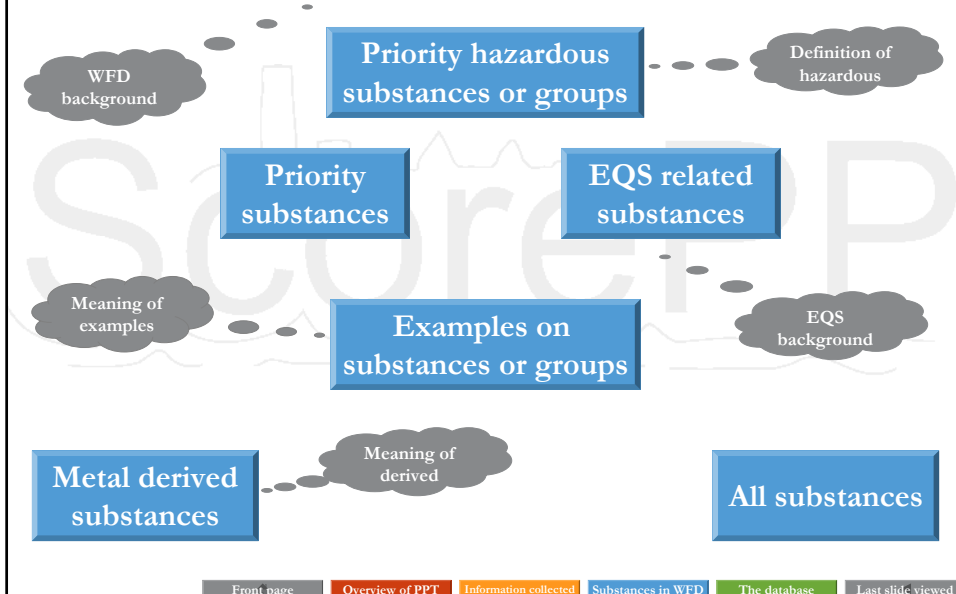 Priority hazardous
substances or groups
WFD
background
Definition of
hazardous
ScorePP
Priority
substances
EQS related
substances
Meaning of
examples
Examples on
substances or groups
EQS
background
Metal derived
substances
Meaning of
derived
All substances
Front page
Overview of PPT
Information collected
Substances in WFD
The database
Last slide viewed